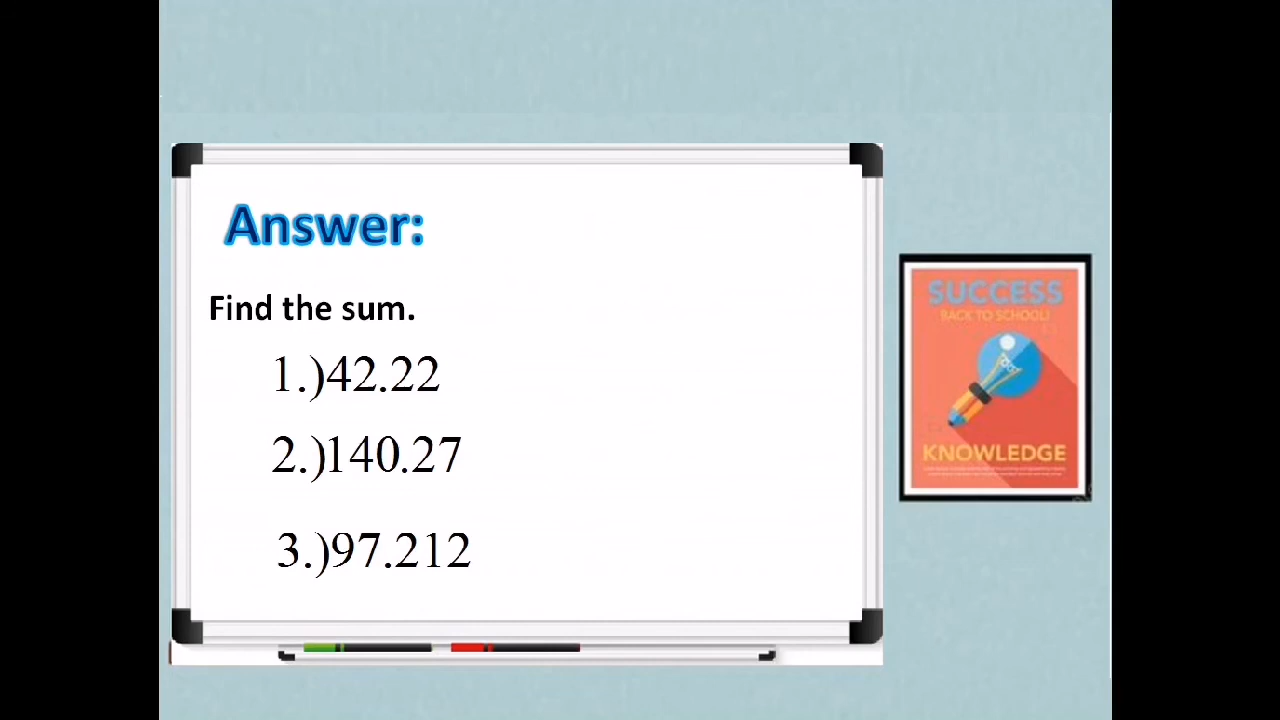 Answer:
Find the sum.
1.)42.22
2.)140.27
3.)97.212
SUCCESS
BACK TO SCHOOL!
KNOWLEDGE